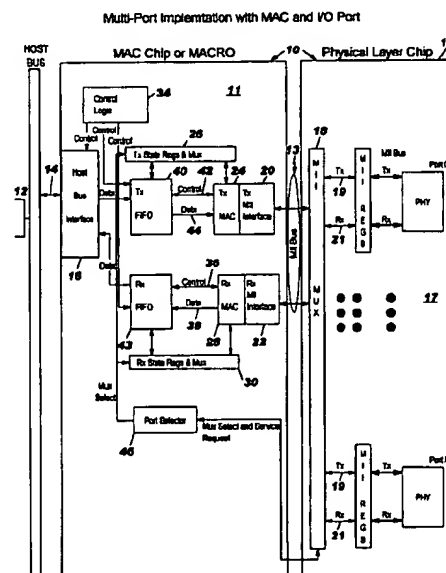 Multi-Port Implemntation with MAC and I/O Port
HOST
BUS
MAC Chip or MACRO
10
Physical Layer Chip
1
Control
Logic
34
11
Control
Control
Control
26
Tx State Regs & Mux
13
18
MII Bus
Port
14
12
Host
Bus
Interface
16
Data
Tx
FIFO
40
Control
42
Data
44
24
20
Tx
MAC
Tx
MII
Interface
MII Bus
M I I
M U X
Tx
19
Rx
21
M I I
R E G S
Tx
Rx
PHY
17
Data
Rx
FIFO
43
Control
36
Data
38
Rx
MAC
28
Rx
MII
Interface
22
Rx State Regs & Mux
30
Mux
Select
Port Selector
46
Mux Select and Service
Request
Tx
19
Rx
21
M I I
R E G S
Tx
Rx
Port
PHY